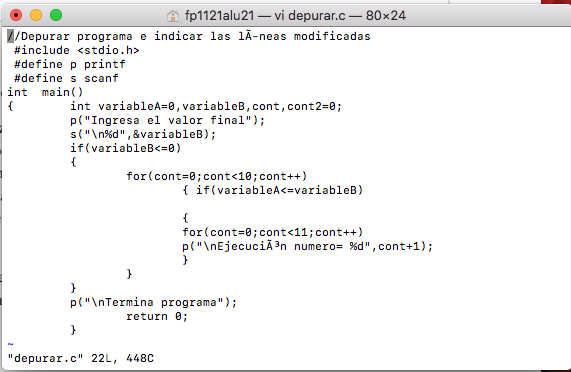 fp1121alu21 — vi depurar.c — 80×24
//Depurar programa e indicar las lÃ-neas modificadas
#include <stdio.h>
#define p printf
#define s scanf
int  main()
{       int variableA=0,variableB,cont,cont2=0;
        p("Ingresa el valor final");
        s("\n%d",&variableB);
        if(variableB<=0)
        {
                for(cont=0;cont<10;cont++)
                        { if(variableA<=variableB)
                        {
                        for(cont=0;cont<11;cont++)
                        p("\nEjecuciÃ³n numero= %d",cont+1);
                        }
                }
        }
        p("\nTermina programa");
                return 0;
        }
~
"depurar.c" 22L, 448C